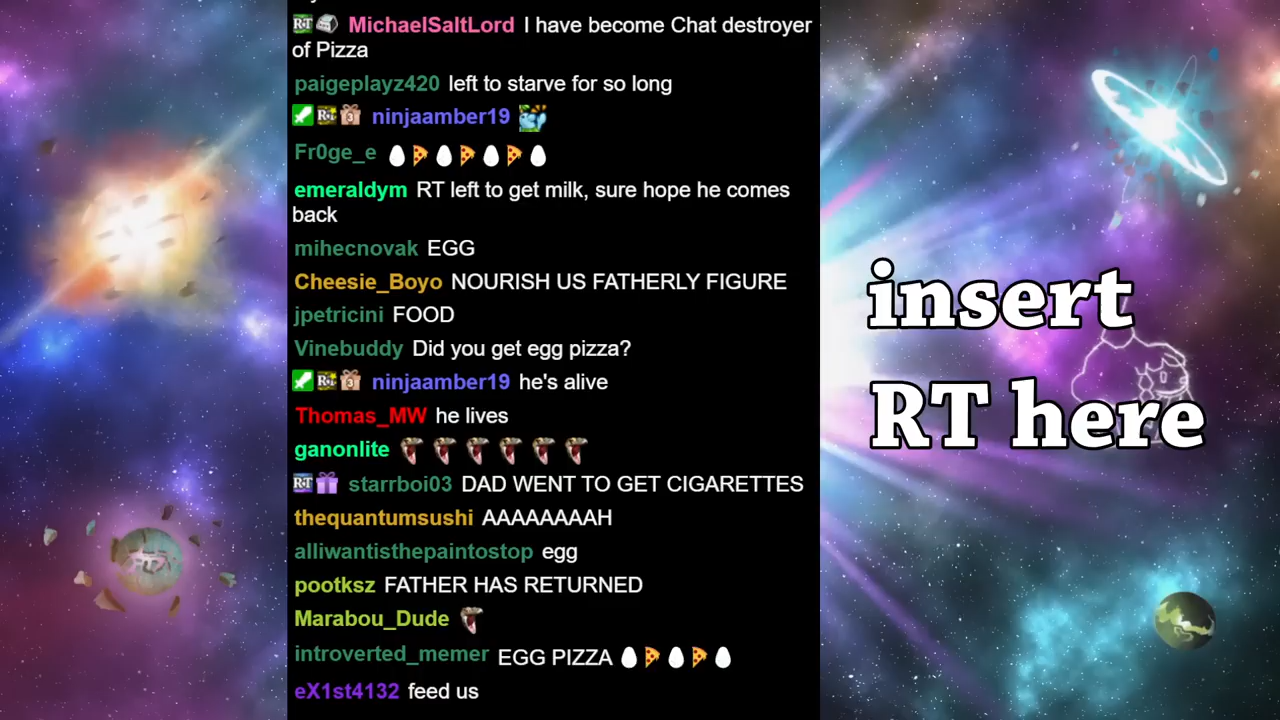 MichaelSaltLord I have become Chat destroyer
of Pizza
paigeplayz420 left to starve for so long
ninjaamber19
Fr0ge_e 🥚🍕🥚🍕🥚🍕🥚
emeraldym RT left to get milk, sure hope he comes
back
mihecnovak EGG
Cheesie_Boyo NOURISH US FATHERLY FIGURE
jpetricini FOOD
Vinebuddy Did you get egg pizza?
ninjaamber19 he's alive
Thomas_MW he lives
ganonlite
starrboi03 DAD WENT TO GET CIGARETTES
thequantumsushi AAAAAAAAH
alliwantisthepaintostop egg
pootksz FATHER HAS RETURNED
Marabou_Dude
introverted_memer EGG PIZZA 🥚🍕🥚🍕🥚
eX1st4132 feed us
insert
RT here